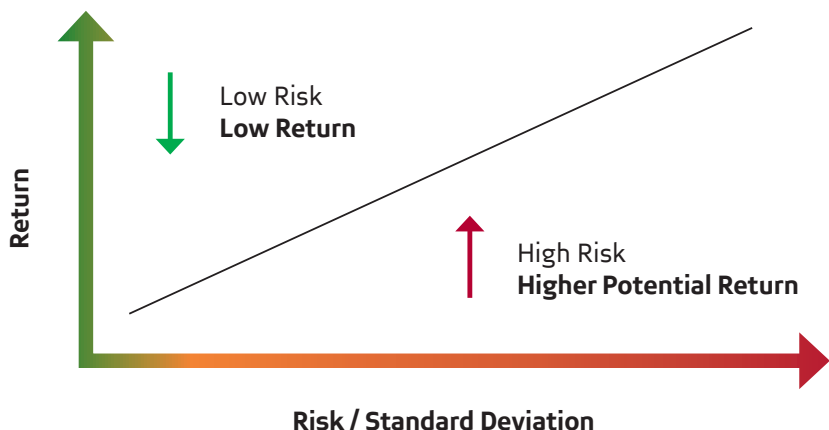 Low Risk
Low Return
Return
High Risk
Higher Potential Return
Risk / Standard Deviation